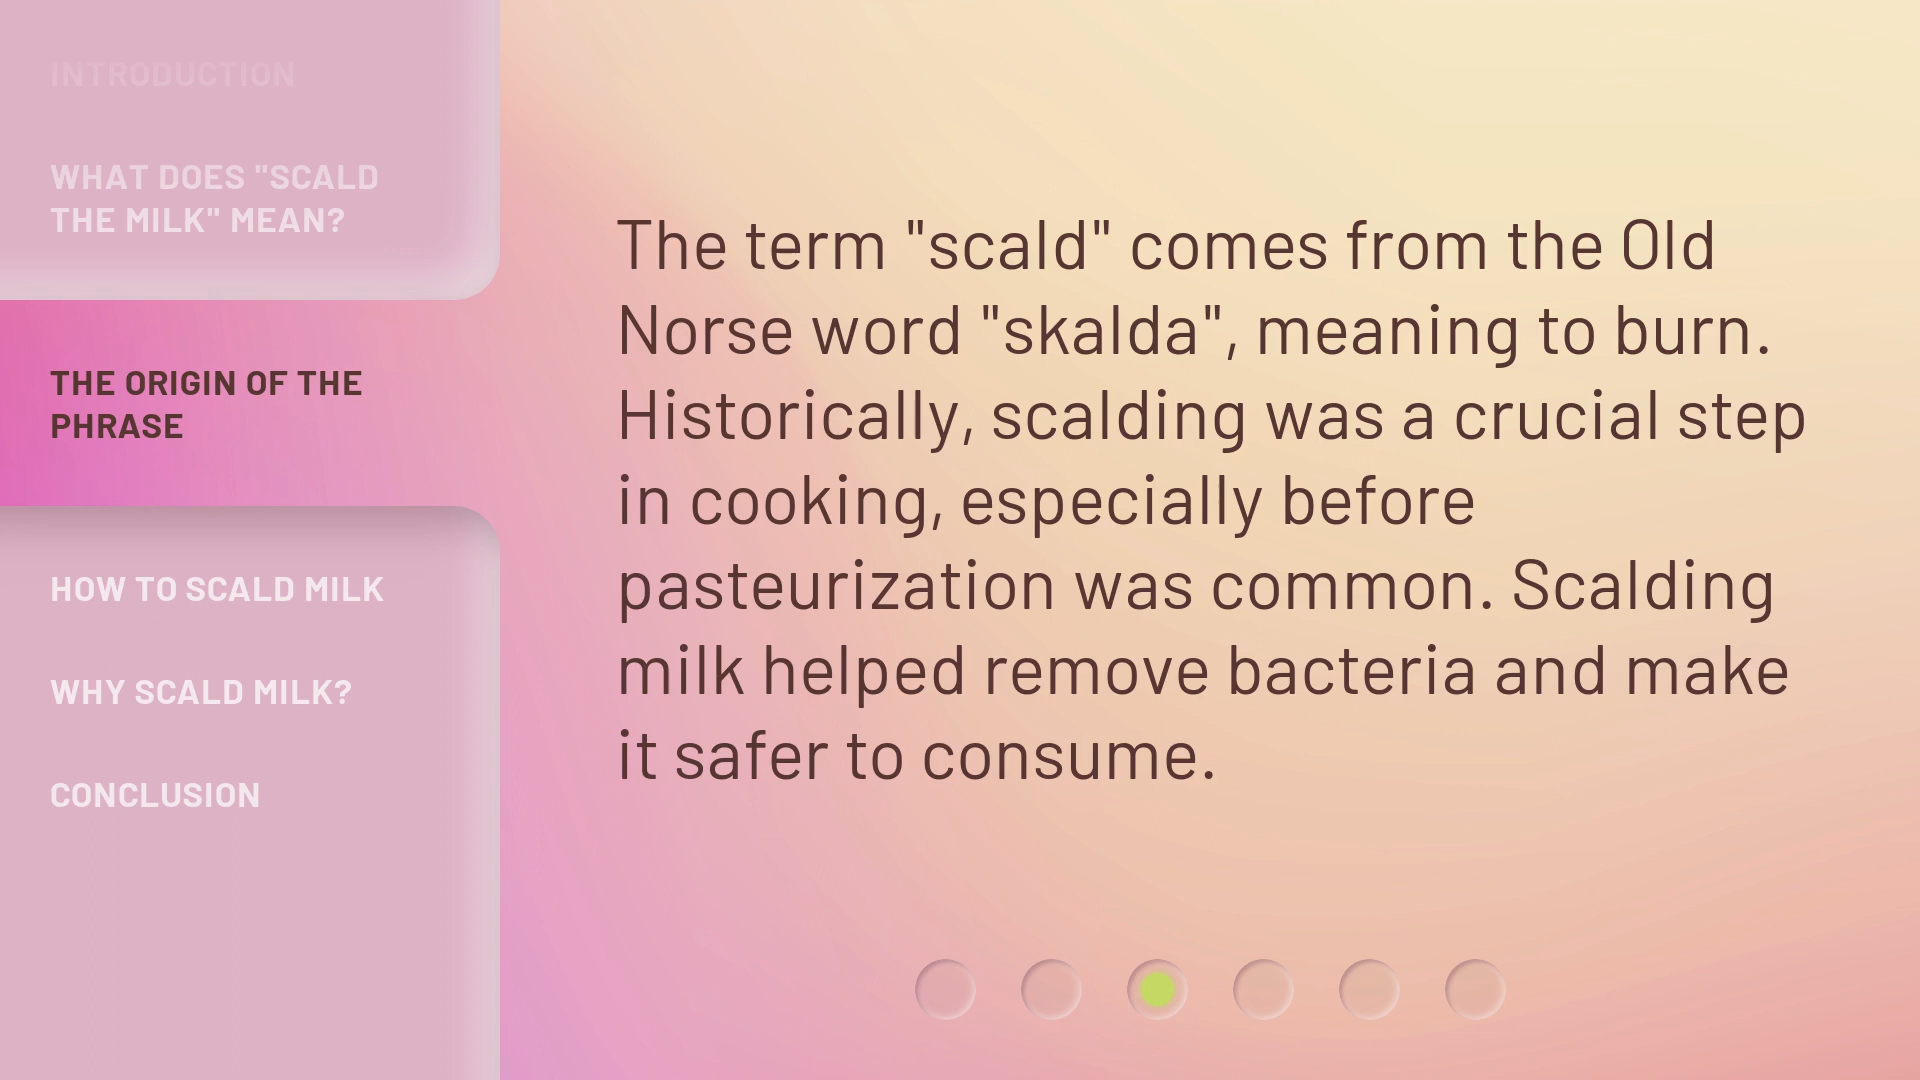 INTRODUCTION
WHAT DOES "SCALD
THE MILK" MEAN?
THE ORIGIN OF THE
PHRASE
HOW TO SCALD MILK
WHY SCALD MILK?
CONCLUSION
The term "scald" comes from the Old
Norse word "skalda", meaning to burn.
Historically, scalding was a crucial step
in cooking, especially before
pasteurization was common. Scalding
milk helped remove bacteria and make
it safer to consume.